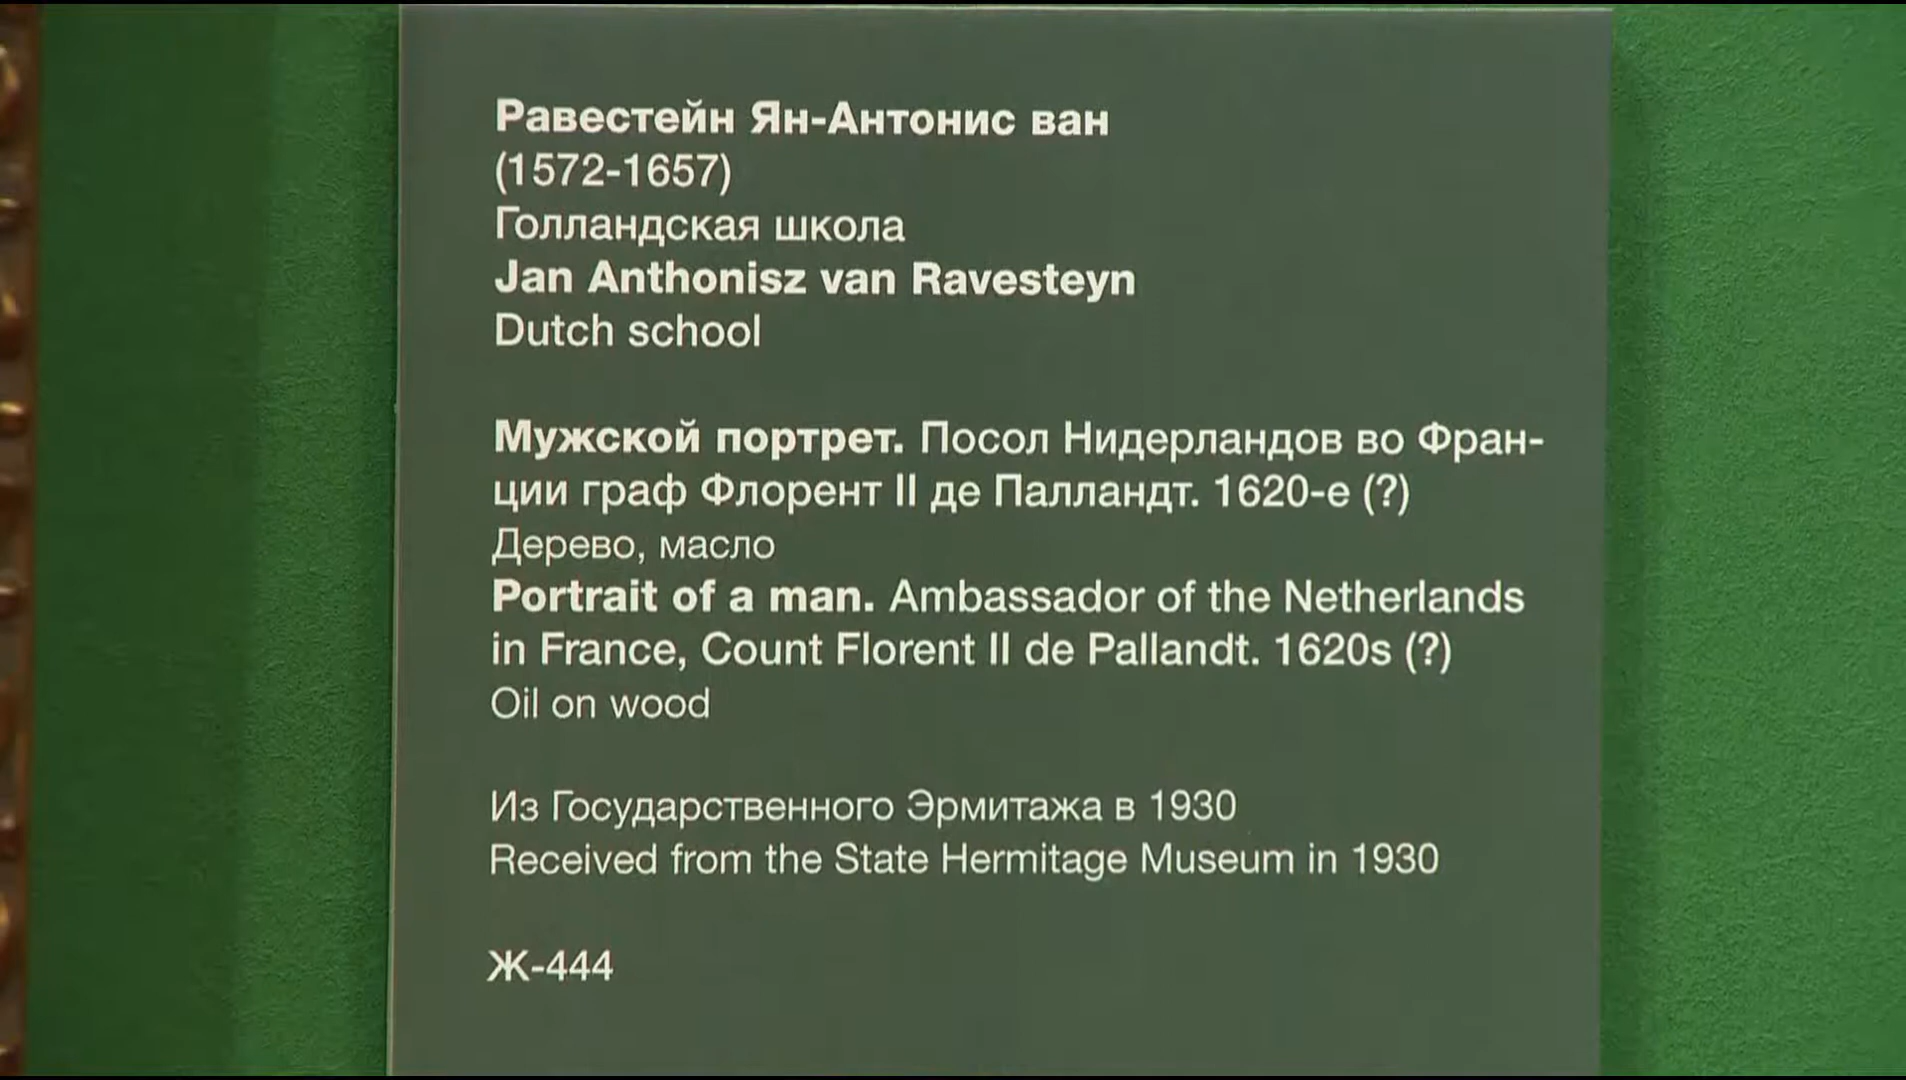 Равестейн Ян-Антонис ван
(1572-1657)
Голландская школа
Jan Anthonisz van Ravesteyn
Dutch school
Мужской портрет. Посол Нидерландов во Фран-
ции граф Флорент II де Палландт. 1620-е (?)
Дерево, масло
Portrait of a man. Ambassador of the Netherlands
in France, Count Florent II de Pallandt. 1620s (?)
Oil on wood
Из Государственного Эрмитажа в 1930
Received from the State Hermitage Museum in 1930
Ж-444